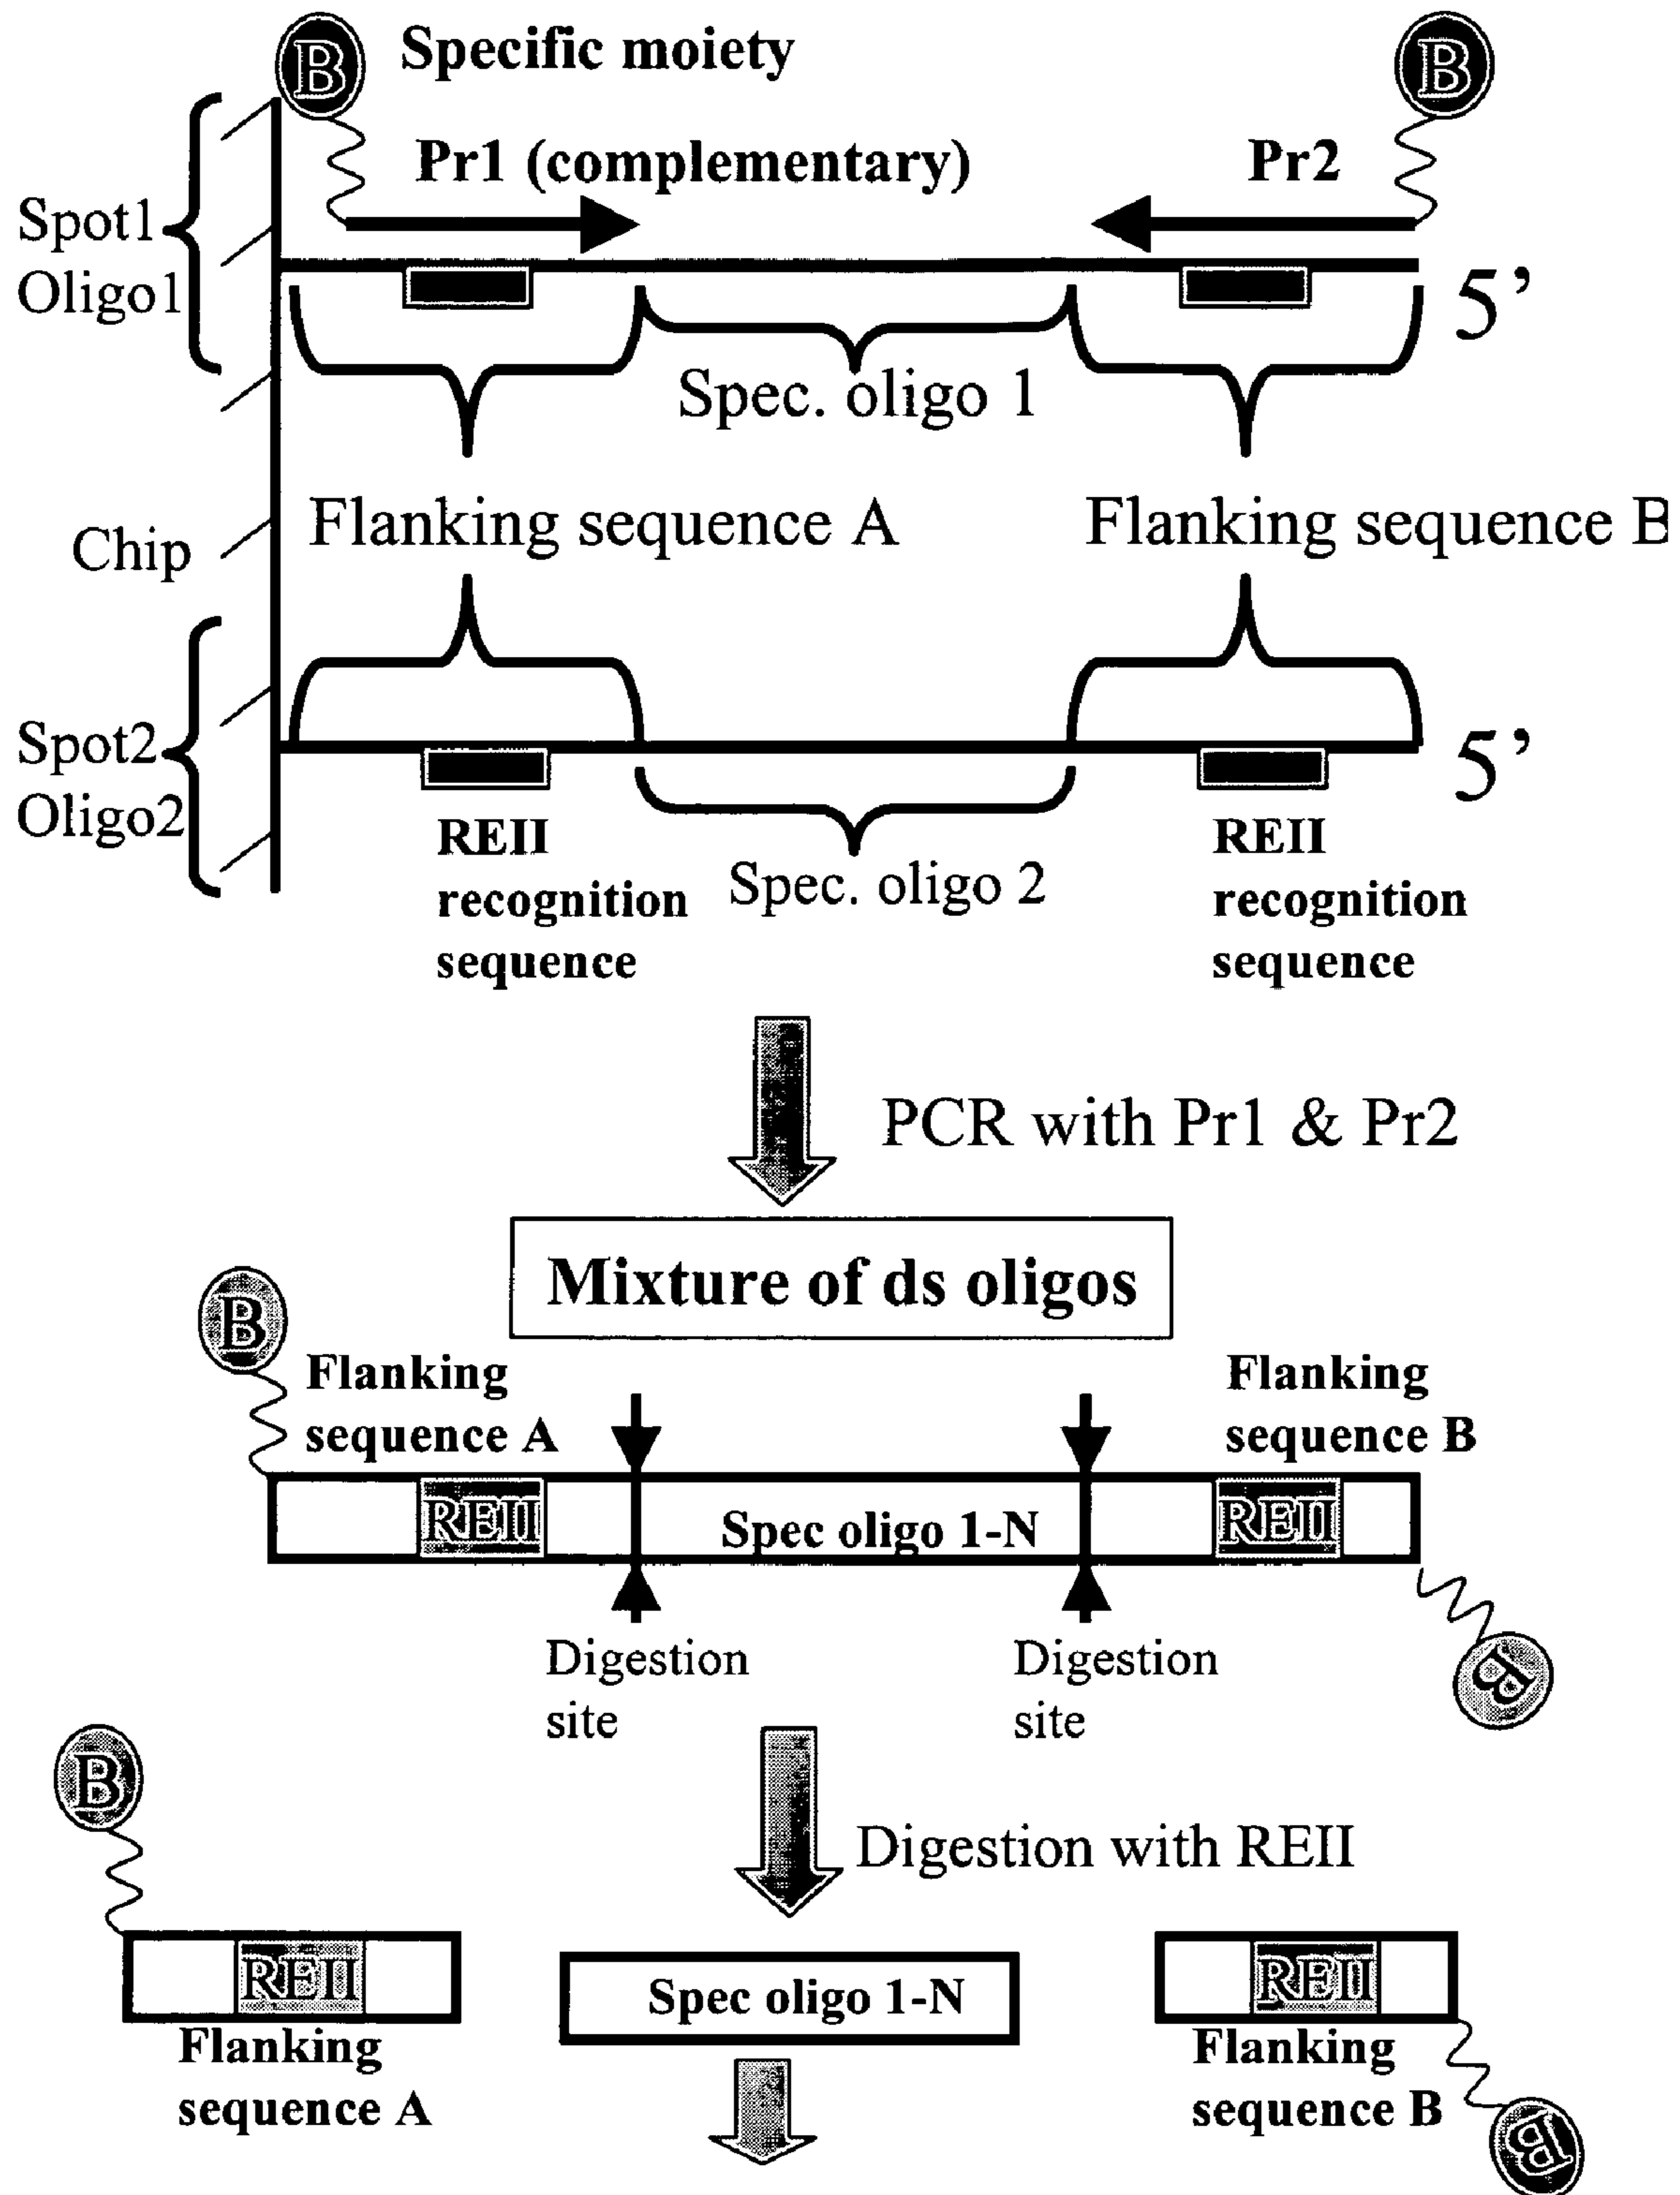 B
Specific moiety
B
Pr1 (complementary)
Pr2
Spot1
Oligo1
5’
Spec. oligo 1
Flanking sequence A
Flanking sequence B
Chip
Spot2
Oligo2
5’
REII
recognition
sequence
Spec. oligo 2
REII
recognition
sequence
PCR with Pr1 & Pr2
Mixture of ds oligos
B
Flanking
sequence A
Flanking
sequence B
REII
Spec oligo 1-N
REII
Digestion
site
Digestion
site
B
B
Digestion with REII
REII
Spec oligo 1-N
REII
Flanking
sequence A
Flanking
sequence B
B